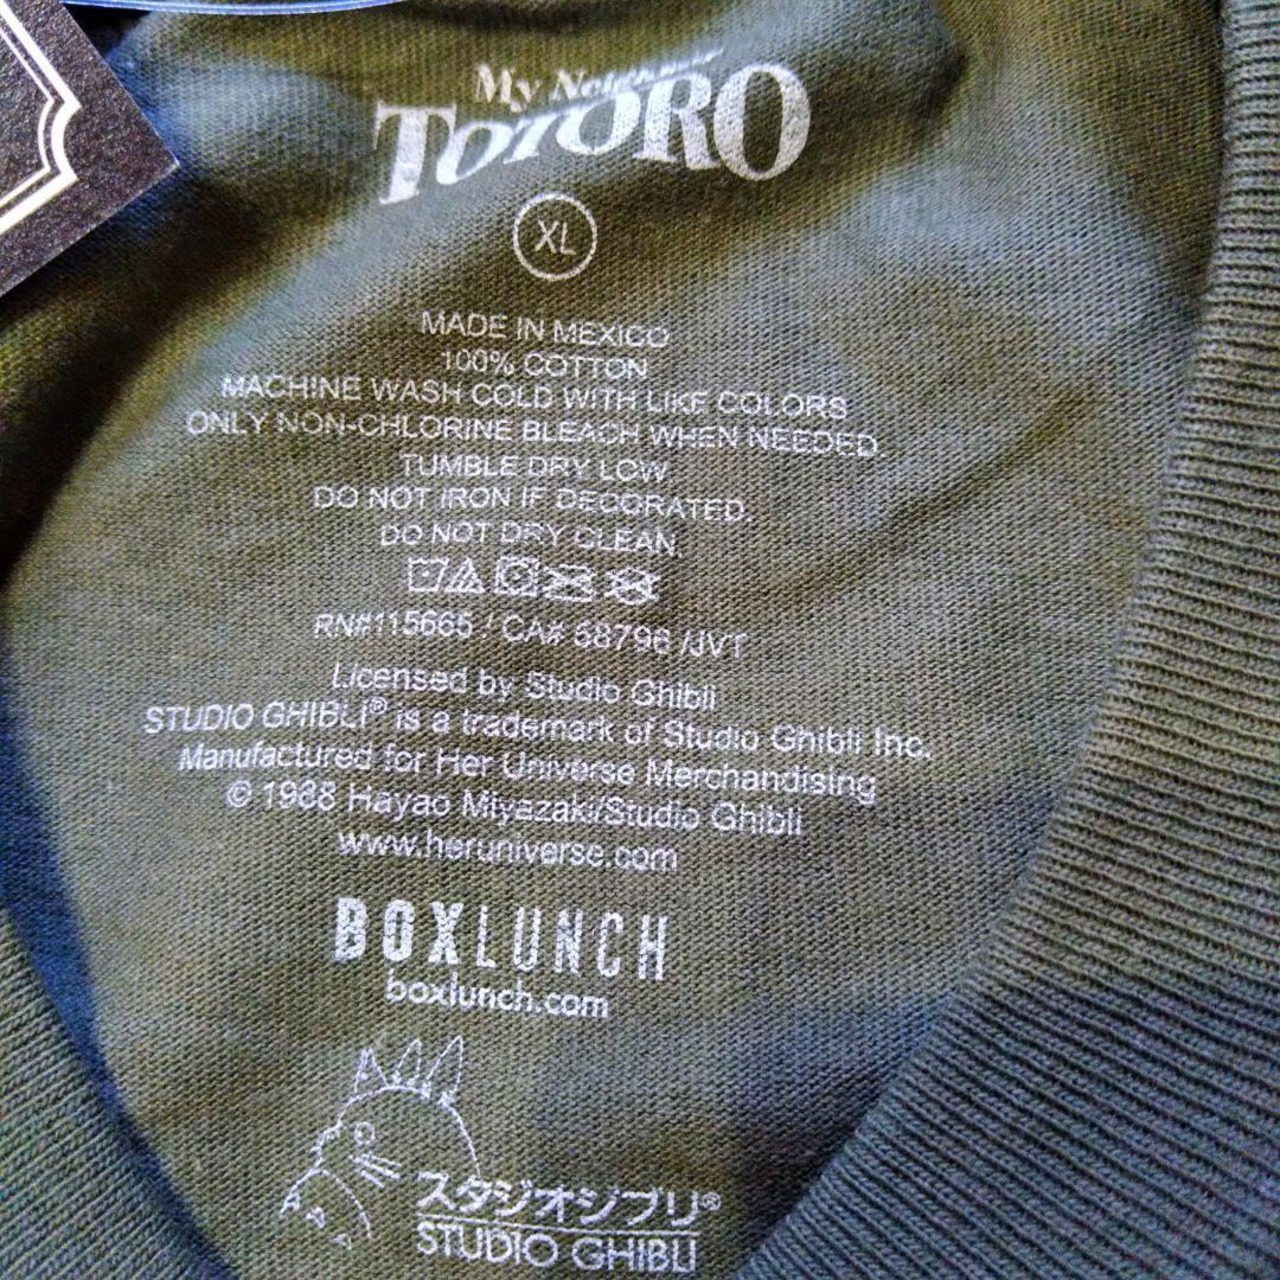 My Neighbor
TOTORO
XL
MADE IN MEXICO
100% COTTON
MACHINE WASH COLD WITH LIKE COLORS
ONLY NON-CHLORINE BLEACH WHEN NEEDED.
TUMBLE DRY LOW
DO NOT IRON IF DECORATED.
DO NOT DRY CLEAN
RN#115665 / CA# 58796 /JVT
Licensed by Studio Ghibli
STUDIO GHIBLI® is a trademark of Studio Ghibli Inc.
Manufactured for Her Universe Merchandising
© 1988 Hayao Miyazaki/Studio Ghibli
www.heruniverse.com
BOXLUNCH
boxlunch.com
スタジオジブリ®
STUDIO GHIBLI